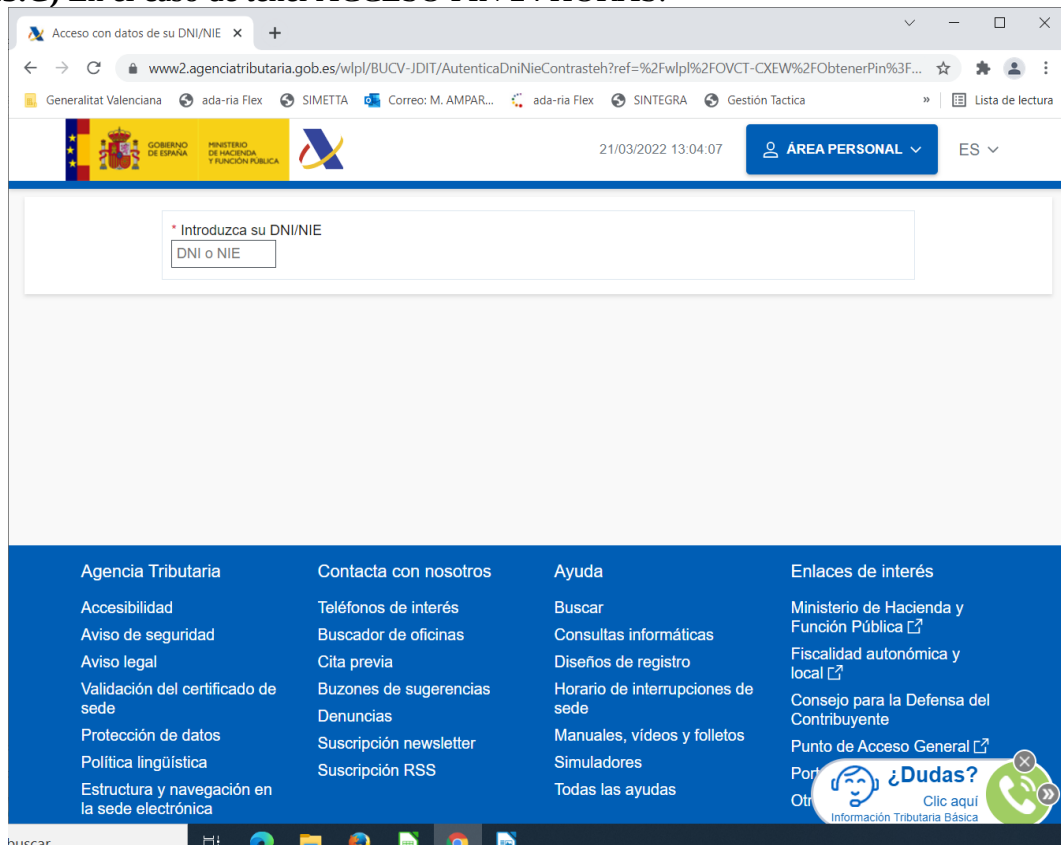 Acceso con datos de su DNI/NIE
www2.agenciatributaria.gob.es/wlpl/BUCV-JDIT/AutenticaDniNieContrasteh?ref=%2Fwlpl%2FOVCT-CXEW%2FObtenerPin%3F...
Generalitat Valenciana ada-ria Flex SIMETTA Correo: M. AMPAR... ada-ria Flex SINTEGRA Gestión Tactica » Lista de lectura
GOBIERNO DE ESPAÑA
MINISTERIO DE HACIENDA Y FUNCIÓN PÚBLICA
21/03/2022 13:04:07
ÁREA PERSONAL
ES
* Introduzca su DNI/NIE
DNI o NIE
Agencia Tributaria
Accesibilidad
Aviso de seguridad
Aviso legal
Validación del certificado de
sede
Protección de datos
Política lingüística
Estructura y navegación en
la sede electrónica
Contacta con nosotros
Teléfonos de interés
Buscador de oficinas
Cita previa
Buzones de sugerencias
Denuncias
Suscripción newsletter
Suscripción RSS
Ayuda
Buscar
Consultas informáticas
Diseños de registro
Horario de interrupciones de
sede
Manuales, vídeos y folletos
Simuladores
Todas las ayudas
Enlaces de interés
Ministerio de Hacienda y
Función Pública
Fiscalidad autonómica y
local
Consejo para la Defensa del
Contribuyente
Punto de Acceso General
¿Dudas?
Clic aquí
Información Tributaria Básica